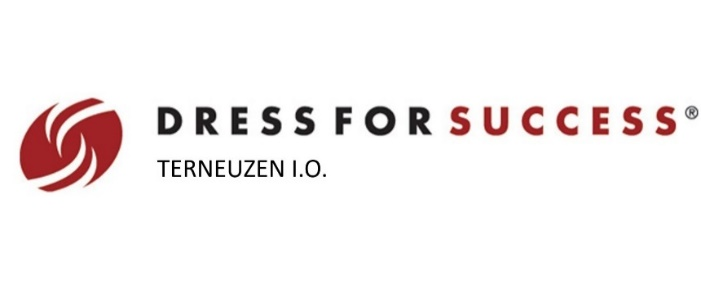 DRESS FOR SUCCESS®
TERNEUZEN I.O.